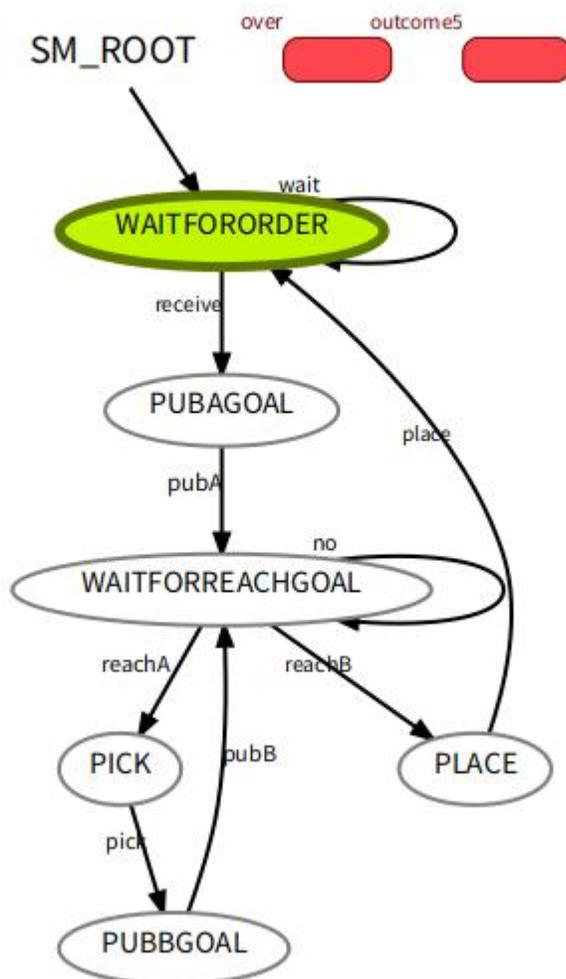 over
outcome5
SM_ROOT
wait
WAITFORORDER
receive
PUBAGOAL
place
pubA
no
WAITFORREACHGOAL
reachA
reachB
pubB
PICK
PLACE
pick
PUBBGOAL